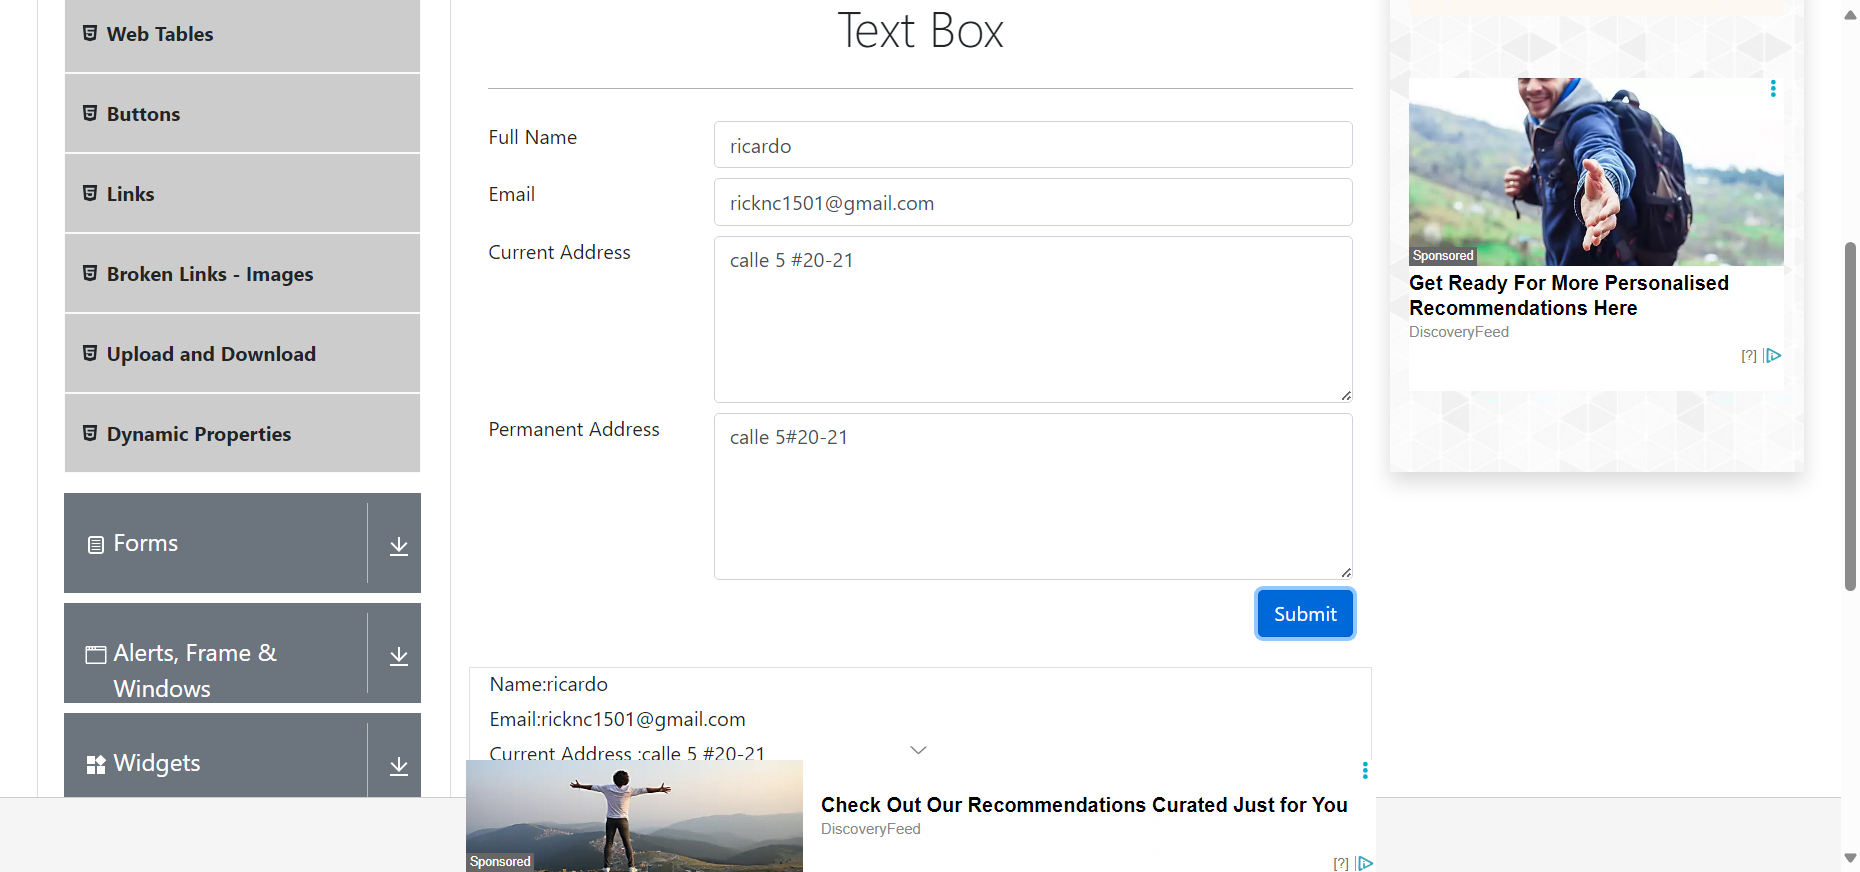 Web Tables
Buttons
Links
Broken Links - Images
Upload and Download
Dynamic Properties
Forms
Alerts, Frame &
Windows
Widgets
Text Box
Full Name
ricardo
Email
ricknc1501@gmail.com
Current Address
calle 5 #20-21
Permanent Address
calle 5#20-21
Submit
Name:ricardo
Email:ricknc1501@gmail.com
Current Address :calle 5 #20-21
Sponsored
Check Out Our Recommendations Curated Just for You
DiscoveryFeed
[?]
Sponsored
Get Ready For More Personalised
Recommendations Here
DiscoveryFeed
[?]